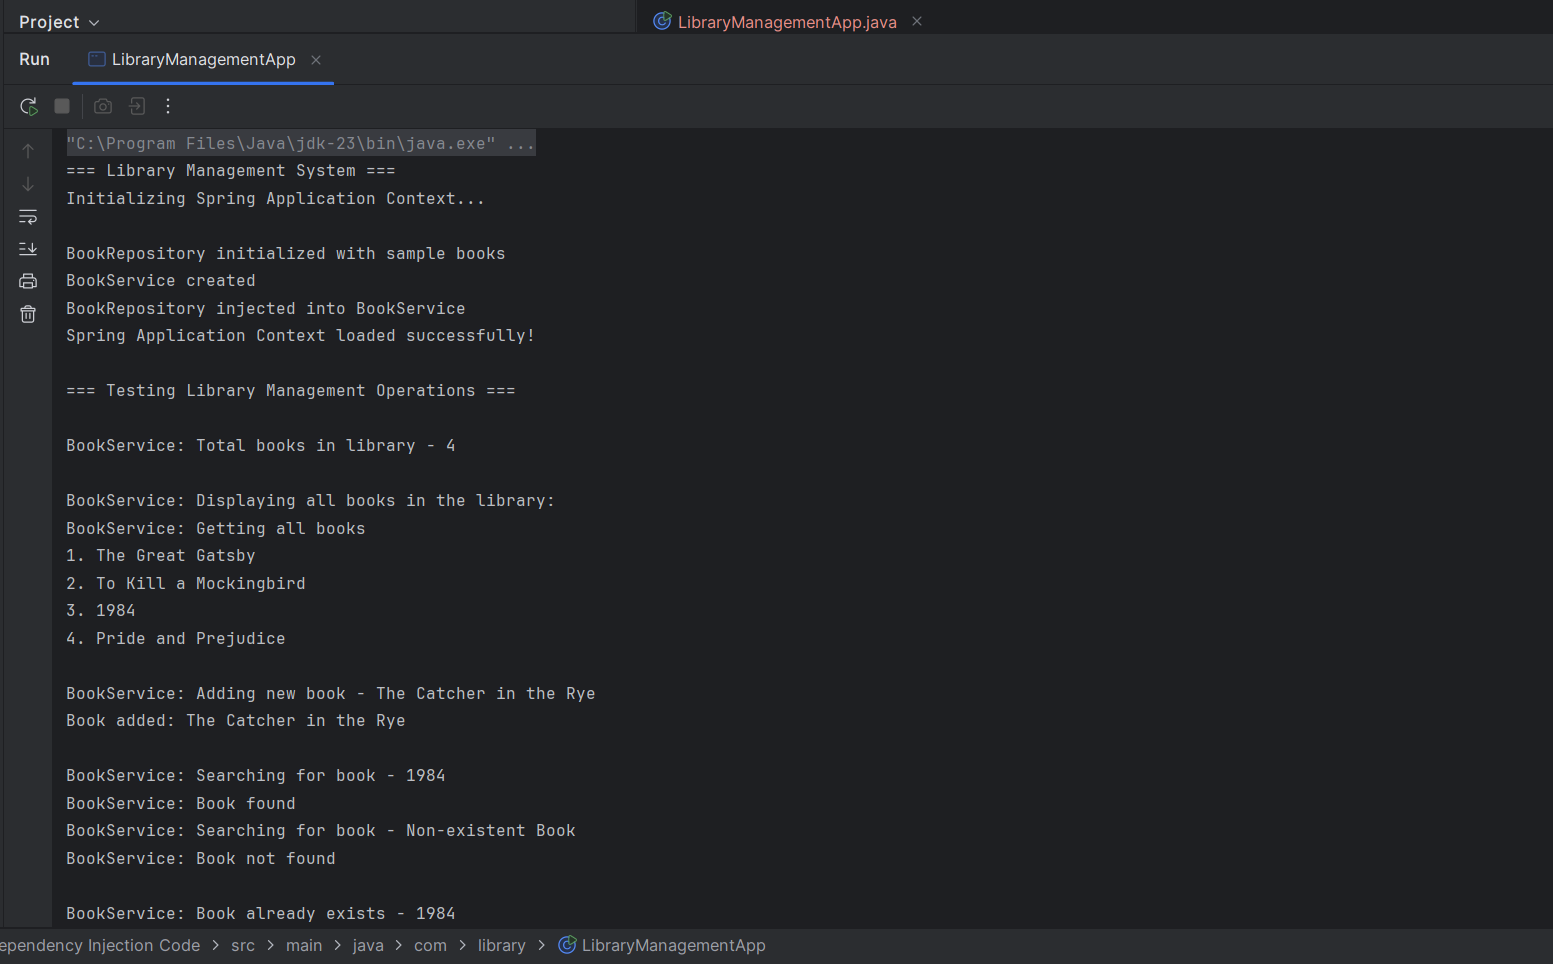 Project
LibraryManagementApp.java
Run
LibraryManagementApp
"C:\Program Files\Java\jdk-23\bin\java.exe" ...
=== Library Management System ===
Initializing Spring Application Context...
BookRepository initialized with sample books
BookService created
BookRepository injected into BookService
Spring Application Context loaded successfully!
=== Testing Library Management Operations ===
BookService: Total books in library - 4
BookService: Displaying all books in the library:
BookService: Getting all books
1. The Great Gatsby
2. To Kill a Mockingbird
3. 1984
4. Pride and Prejudice
BookService: Adding new book - The Catcher in the Rye
Book added: The Catcher in the Rye
BookService: Searching for book - 1984
BookService: Book found
BookService: Searching for book - Non-existent Book
BookService: Book not found
BookService: Book already exists - 1984
ependency Injection Code > src > main > java > com > library > LibraryManagementApp